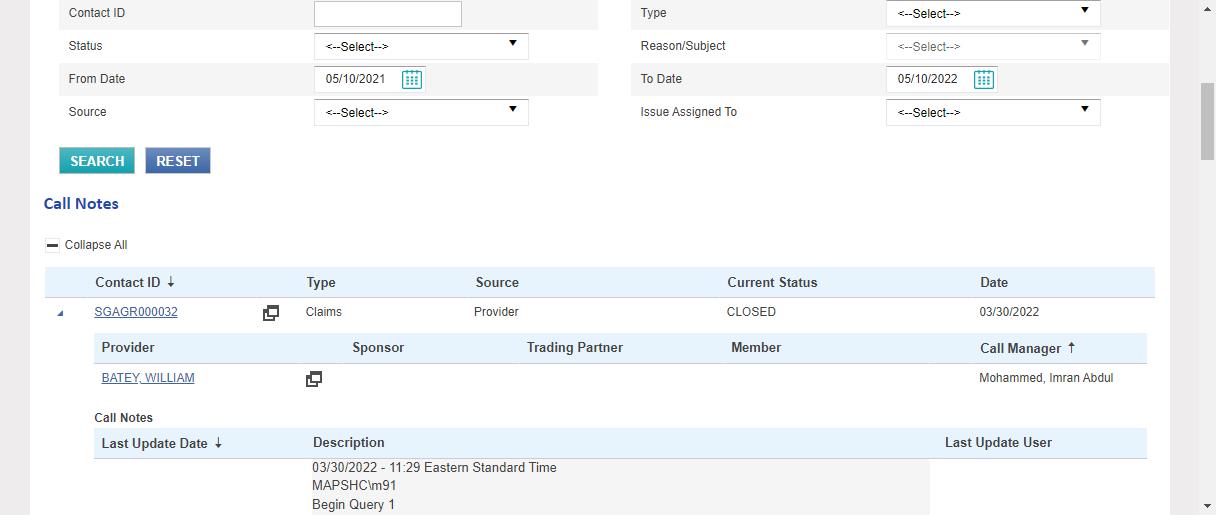 Contact ID Type <--Select-->
Status <--Select--> Reason/Subject <--Select-->
From Date 05/10/2021 To Date 05/10/2022
Source <--Select--> Issue Assigned To <--Select-->
SEARCH RESET
Call Notes
Collapse All
Contact ID ↓ Type Source Current Status Date
SGAGR000032 Claims Provider CLOSED 03/30/2022
Provider Sponsor Trading Partner Member Call Manager ↑
BATEY, WILLIAM Mohammed, Imran Abdul
Call Notes
Last Update Date ↓ Description Last Update User
03/30/2022 - 11:29 Eastern Standard Time
MAPSHC\m91
Begin Query 1